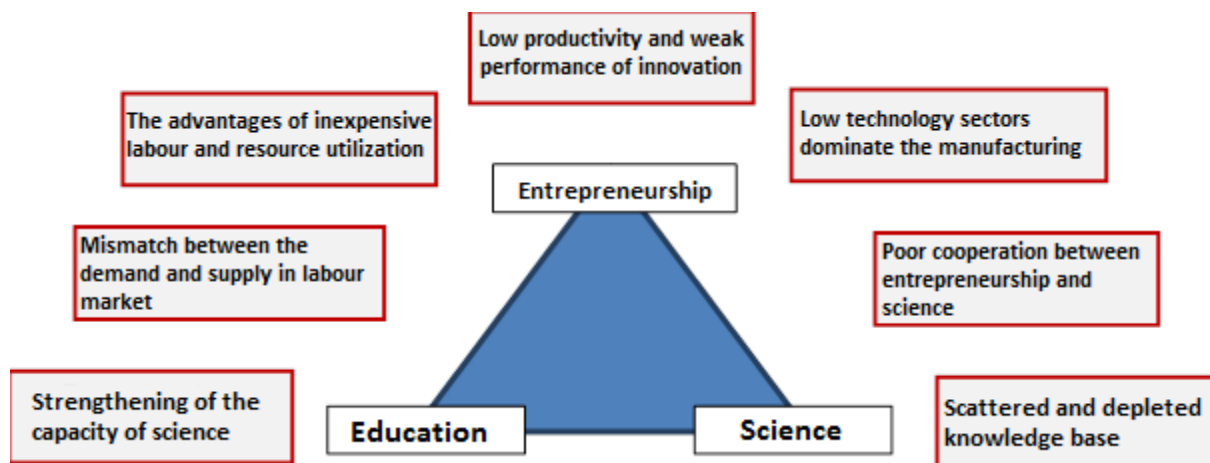 Low productivity and weak
performance of innovation
The advantages of inexpensive
labour and resource utilization
Low technology sectors
dominate the manufacturing
Entrepreneurship
Mismatch between the
demand and supply in labour
market
Poor cooperation between
entrepreneurship and
science
Strengthening of the
capacity of science
Education
Science
Scattered and depleted
knowledge base